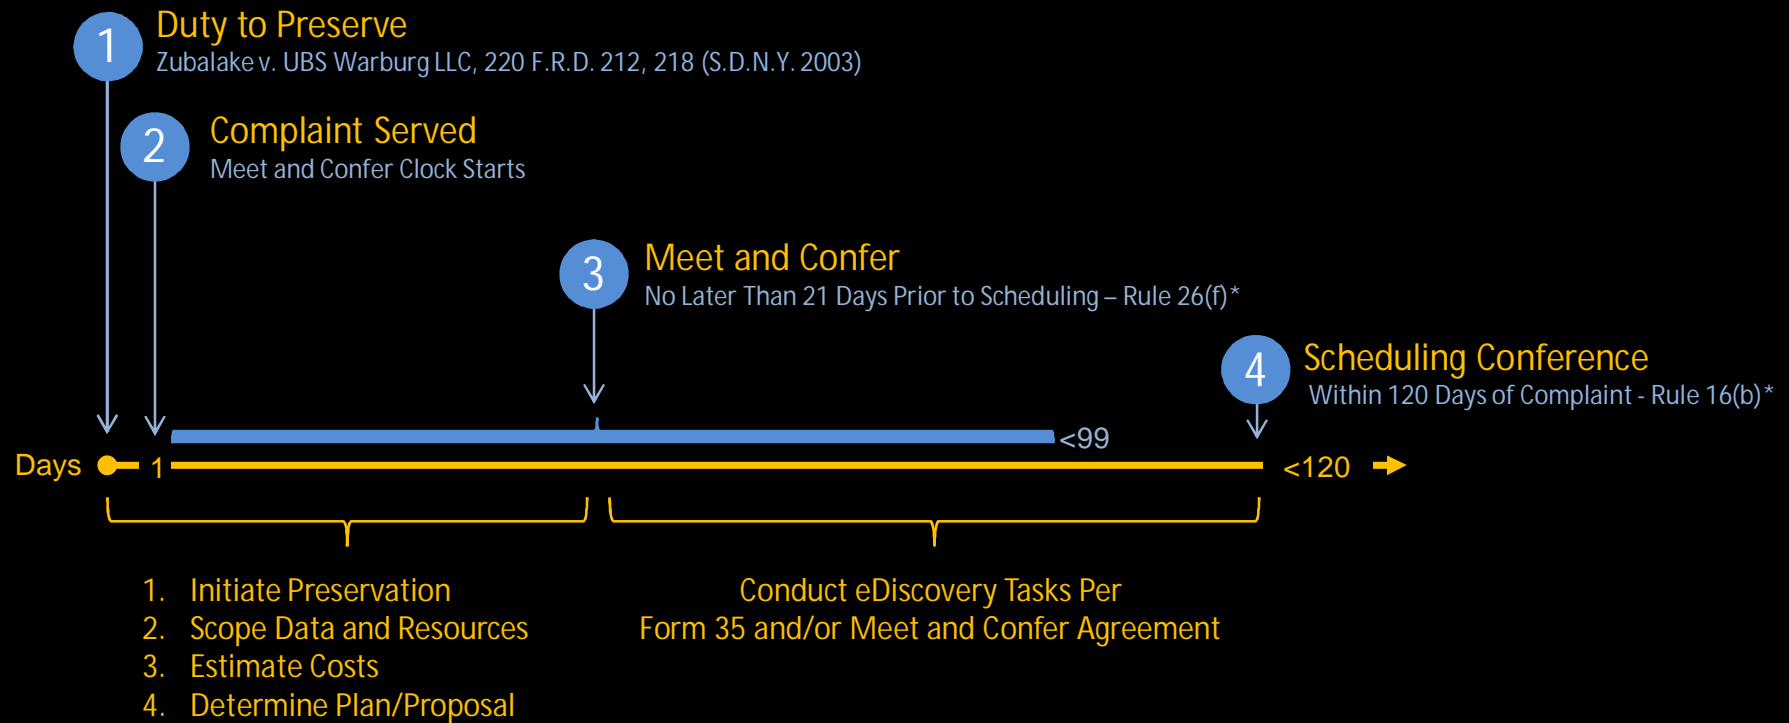 1
Duty to Preserve
Zubalake v. UBS Warburg LLC, 220 F.R.D. 212, 218 (S.D.N.Y. 2003)
2
Complaint Served
Meet and Confer Clock Starts
3
Meet and Confer
No Later Than 21 Days Prior to Scheduling – Rule 26(f)*
4
Scheduling Conference
Within 120 Days of Complaint - Rule 16(b)*
<99
Days 1 <120
1. Initiate Preservation
2. Scope Data and Resources
3. Estimate Costs
4. Determine Plan/Proposal
Conduct eDiscovery Tasks Per
Form 35 and/or Meet and Confer Agreement